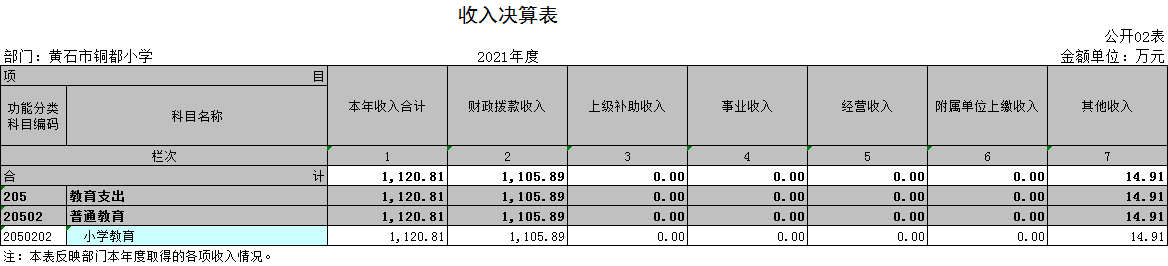 收入决算表
公开02表
部门：黄石市铜都小学 2021年度 金额单位：万元
项 目
功能分类科目编码 科目名称 本年收入合计 财政拨款收入 上级补助收入 事业收入 经营收入 附属单位上缴收入 其他收入
栏次 1 2 3 4 5 6 7
合 计 1,120.81 1,105.89 0.00 0.00 0.00 0.00 14.91
205 教育支出 1,120.81 1,105.89 0.00 0.00 0.00 0.00 14.91
20502 普通教育 1,120.81 1,105.89 0.00 0.00 0.00 0.00 14.91
2050202 小学教育 1,120.81 1,105.89 0.00 0.00 0.00 0.00 14.91
注：本表反映部门本年度取得的各项收入情况。